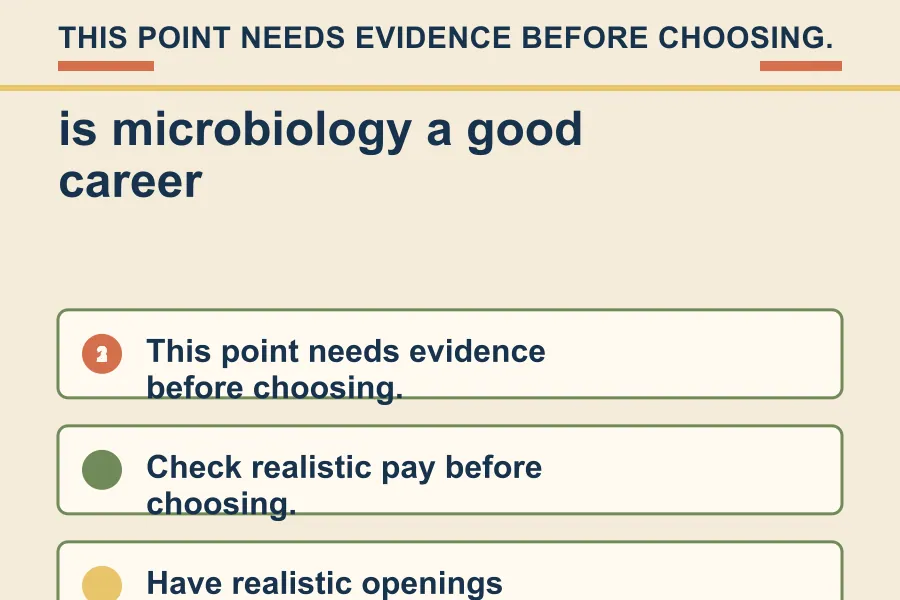 THIS POINT NEEDS EVIDENCE BEFORE CHOOSING.
is microbiology a good
career
This point needs evidence
before choosing.
Check realistic pay before
choosing.
Have realistic openings